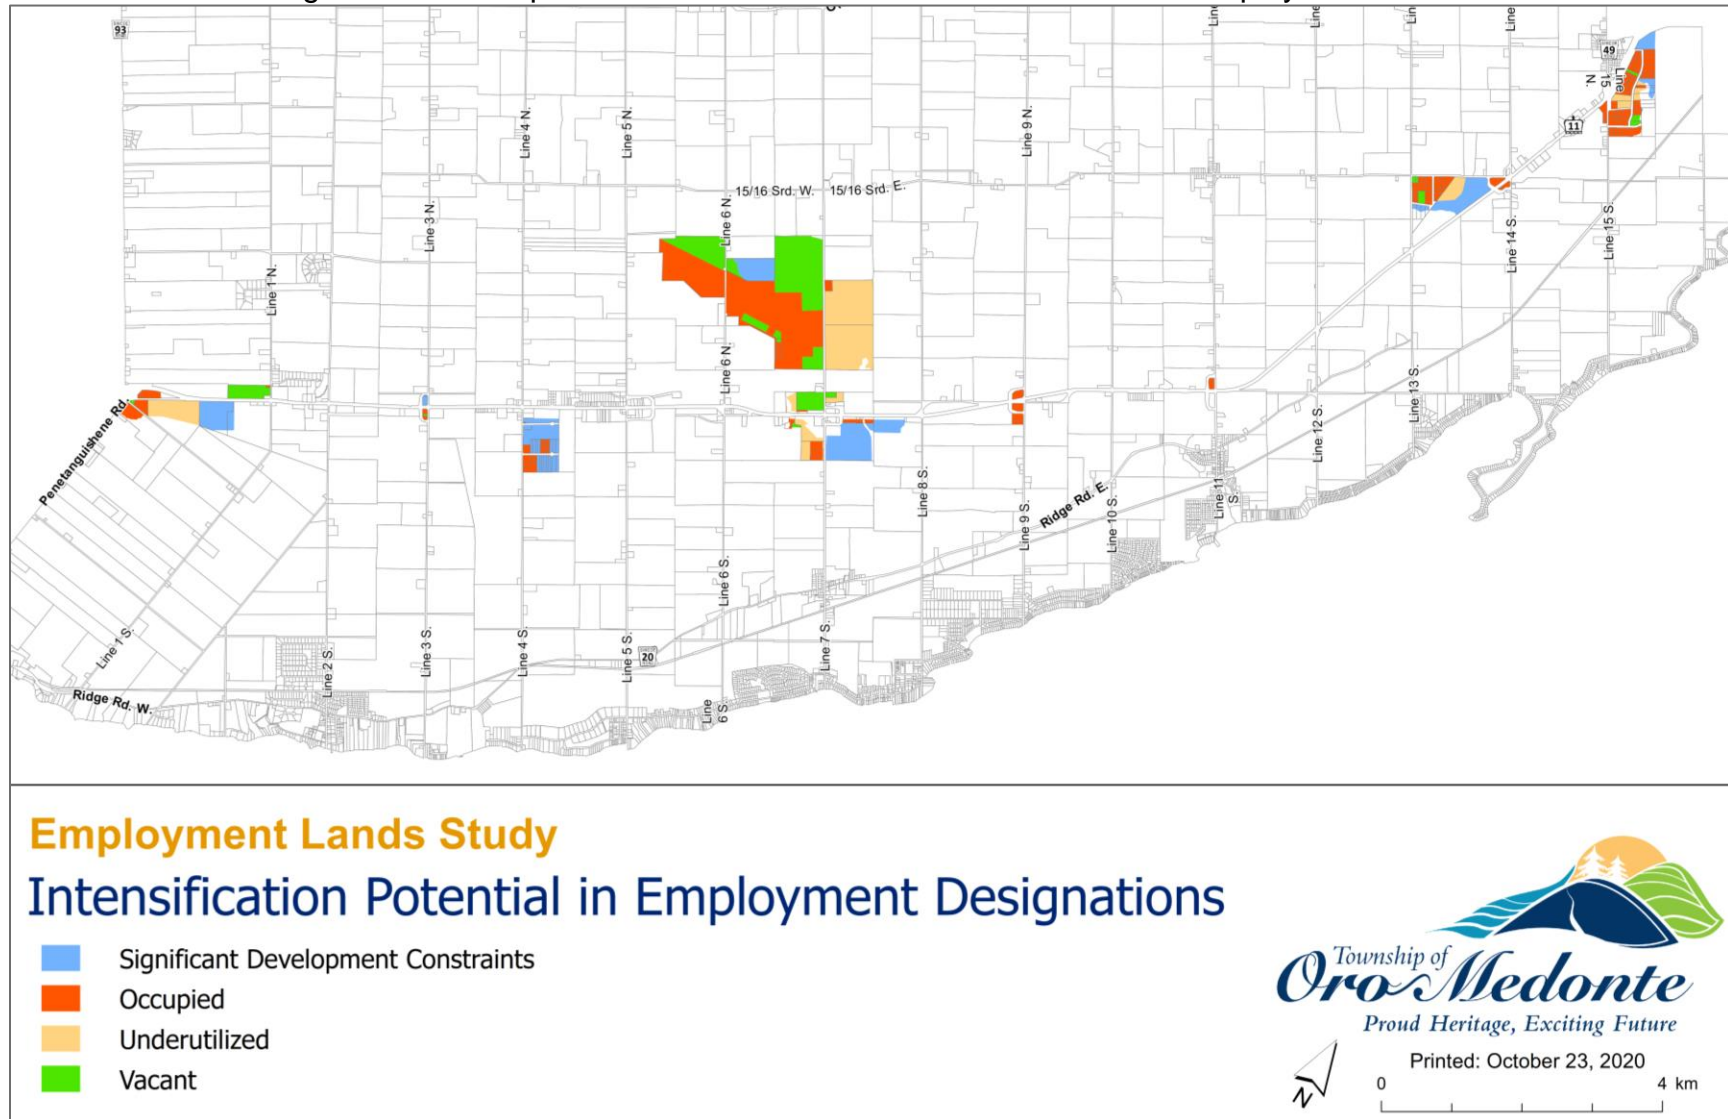 93
Line 4 N.
Line 5 N.
Line 9 N.
49
Line
15
N.
11
15/16 Srd. W.
15/16 Srd. E.
Line 3 N.
Line 6 N.
Line 1 N.
Line 14 S.
Line 15 S.
Line 6 N.
Line 13 S.
Line 12 S.
Penetanguishene Rd.
Line 8 S.
Line 11
S.
Line 9 S.
Ridge Rd. E.
Line 10 S.
Line 6 S.
Line 1 S.
Line 2 S.
Line 3 S.
Line 4 S.
Line 5 S.
20
Line 7 S.
Ridge Rd. W.
Line
6 S.
Employment Lands Study
Intensification Potential in Employment Designations
Significant Development Constraints
Occupied
Underutilized
Vacant
Township of
Oro-Medonte
Proud Heritage, Exciting Future
Printed: October 23, 2020
N
0 4 km